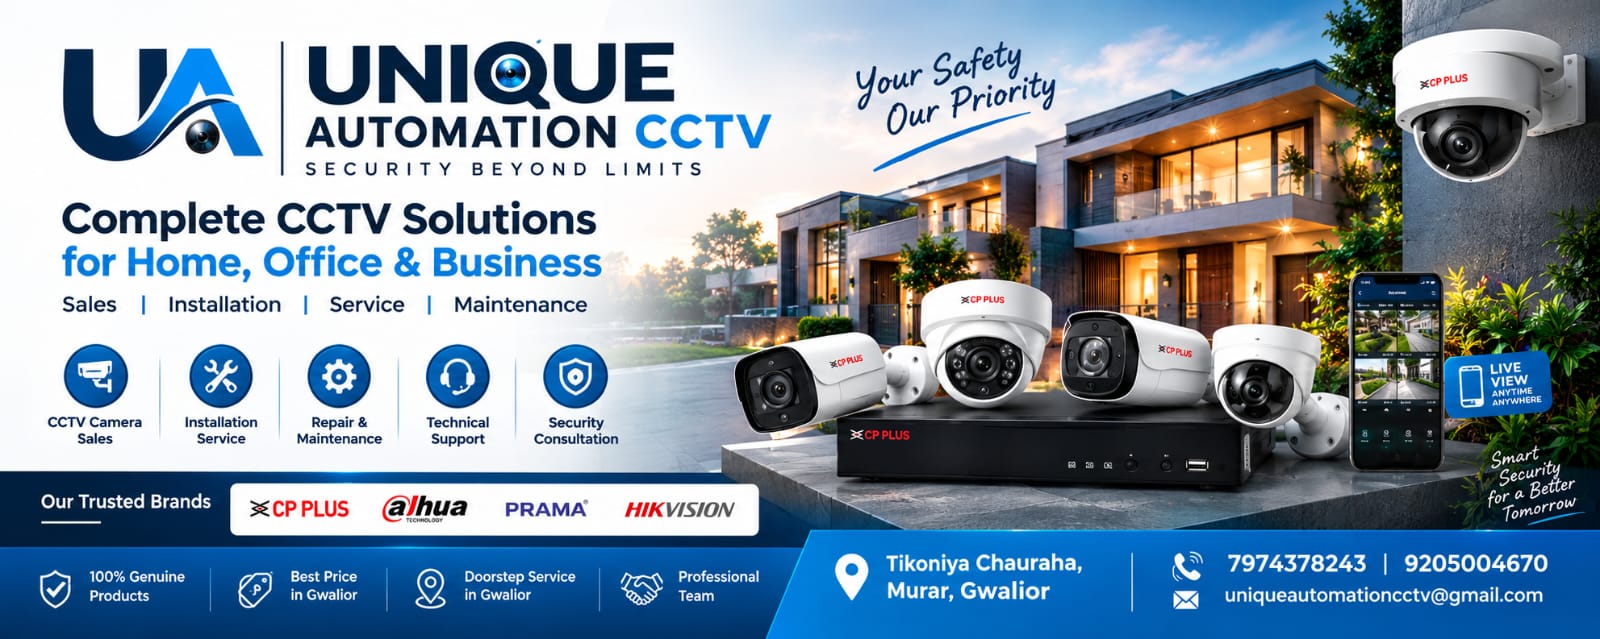 UA
UNIQUE
AUTOMATION CCTV
SECURITY BEYOND LIMITS
Complete CCTV Solutions
for Home, Office & Business
Sales | Installation | Service | Maintenance
CCTV Camera
Sales
Installation
Service
Repair &
Maintenance
Technical
Support
Security
Consultation
Your Safety
Our Priority
CP PLUS
CP PLUS
CP PLUS
CP PLUS
CP PLUS
LIVE
VIEW
ANYTIME
ANYWHERE
Smart
Security
for a Better
Tomorrow
Our Trusted Brands
CP PLUS
alhua
TECHNOLOGY
PRAMA®
HIKVISION
100% Genuine
Products
Best Price
in Gwalior
Doorstep Service
in Gwalior
Professional
Team
Tikoniya Chauraha,
Murar, Gwalior
7974378243 | 9205004670
uniqueautomationcctv@gmail.com